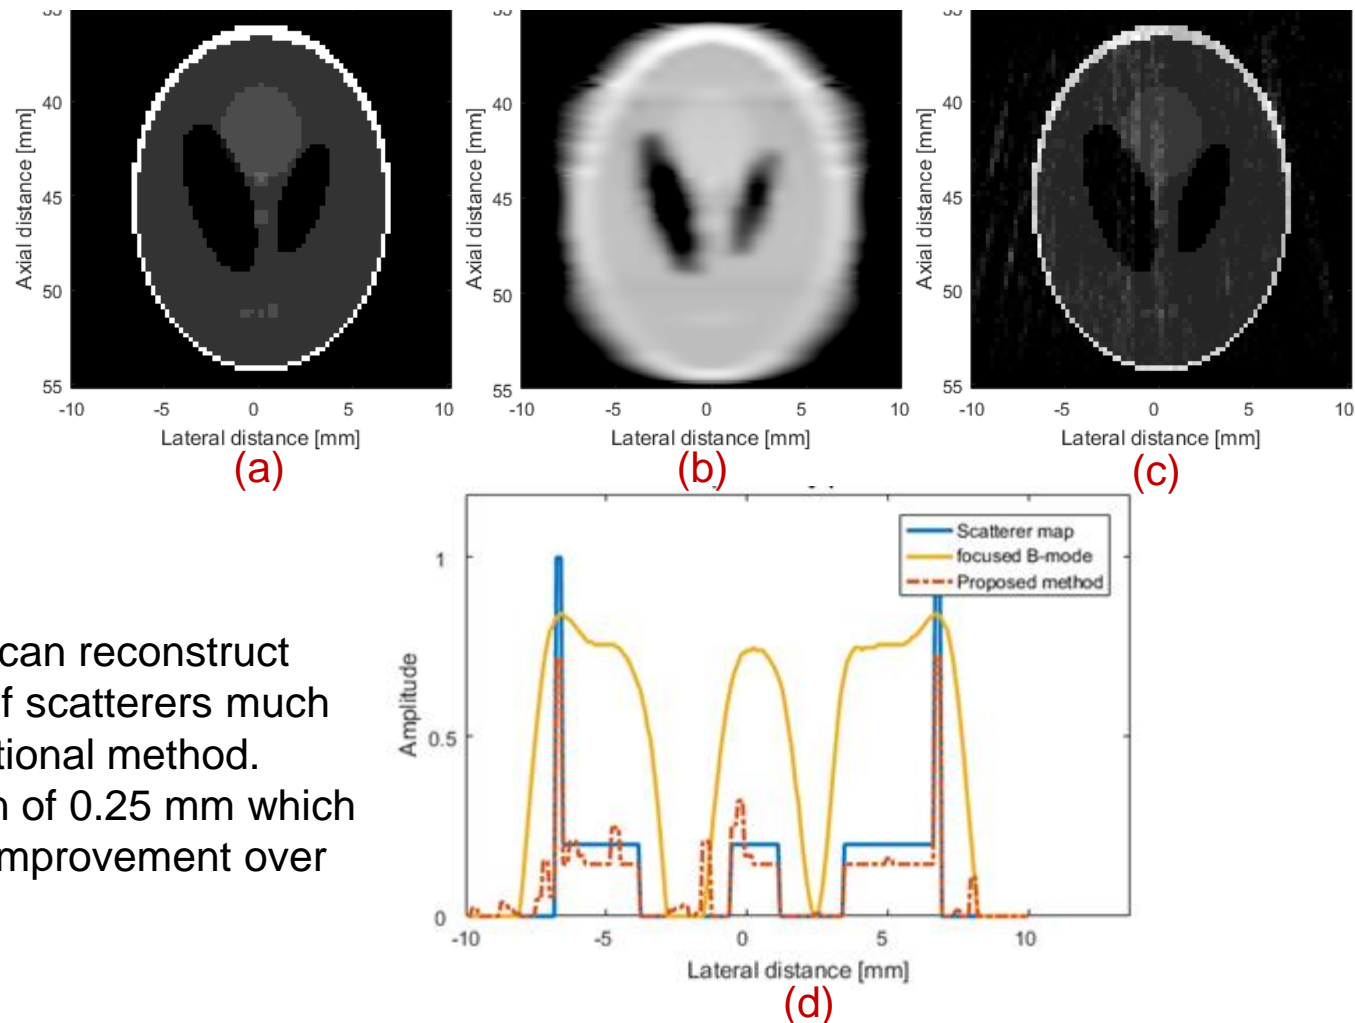 35
40
45
50
55
Axial distance [mm]
-10 -5 0 5 10
Lateral distance [mm]
(a)
35
40
45
50
55
Axial distance [mm]
-10 -5 0 5 10
Lateral distance [mm]
(b)
35
40
45
50
55
Axial distance [mm]
-10 -5 0 5 10
Lateral distance [mm]
(c)
can reconstruct
f scatterers much
tional method.
n of 0.25 mm which
mprovement over
Scatterer map
focused B-mode
Proposed method
1
0.5
0
Amplitude
-10 -5 0 5 10
Lateral distance [mm]
(d)